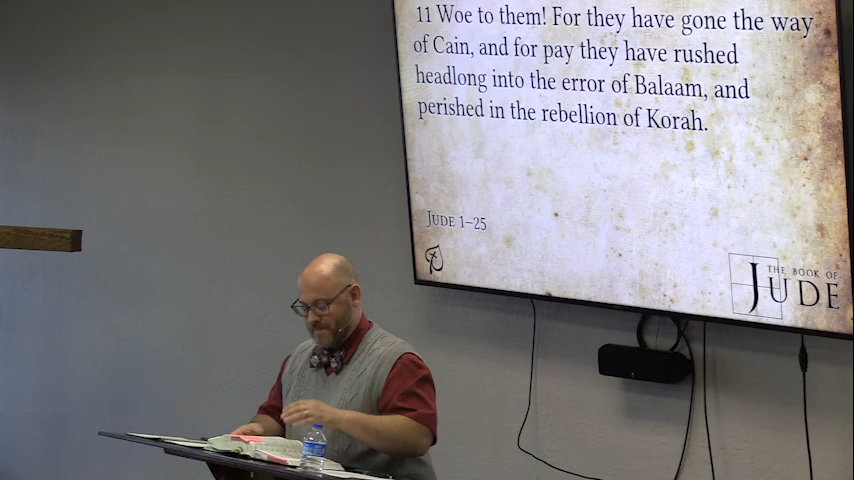 11 Woe to them! For they have gone the way
of Cain, and for pay they have rushed
headlong into the error of Balaam, and
perished in the rebellion of Korah.
JUDE 1–25
THE BOOK OF
JUDE